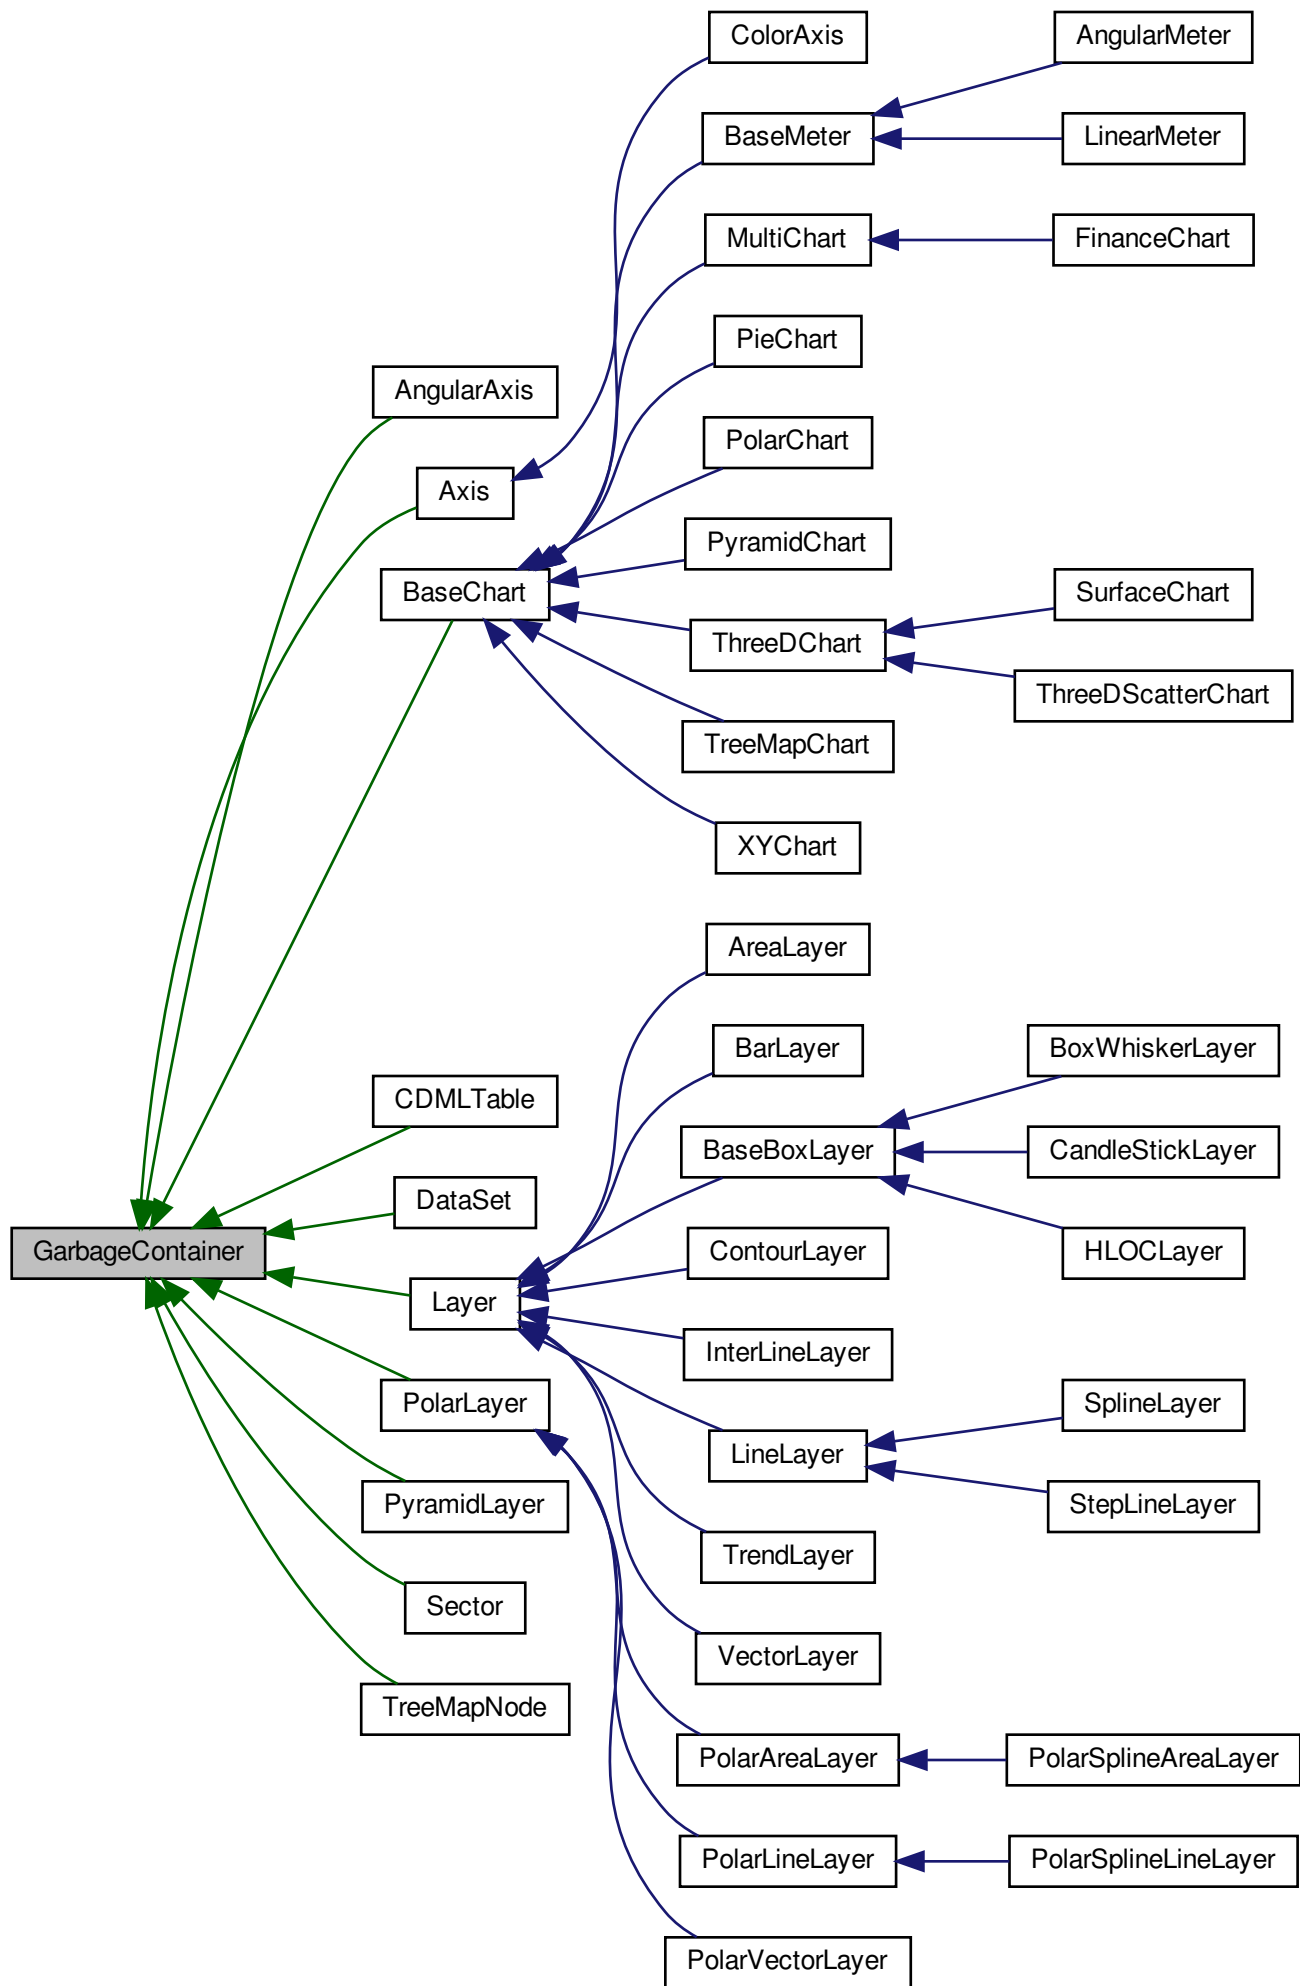 ColorAxis
AngularMeter
BaseMeter
LinearMeter
MultiChart
FinanceChart
PieChart
AngularAxis
PolarChart
Axis
PyramidChart
BaseChart
SurfaceChart
ThreeDChart
ThreeDScatterChart
TreeMapChart
XYChart
AreaLayer
BarLayer
BoxWhiskerLayer
CDMLTable
BaseBoxLayer
CandleStickLayer
DataSet
GarbageContainer
ContourLayer
HLOCLayer
Layer
InterLineLayer
PolarLayer
SplineLayer
LineLayer
PyramidLayer
StepLineLayer
TrendLayer
Sector
VectorLayer
TreeMapNode
PolarAreaLayer
PolarSplineAreaLayer
PolarLineLayer
PolarSplineLineLayer
PolarVectorLayer